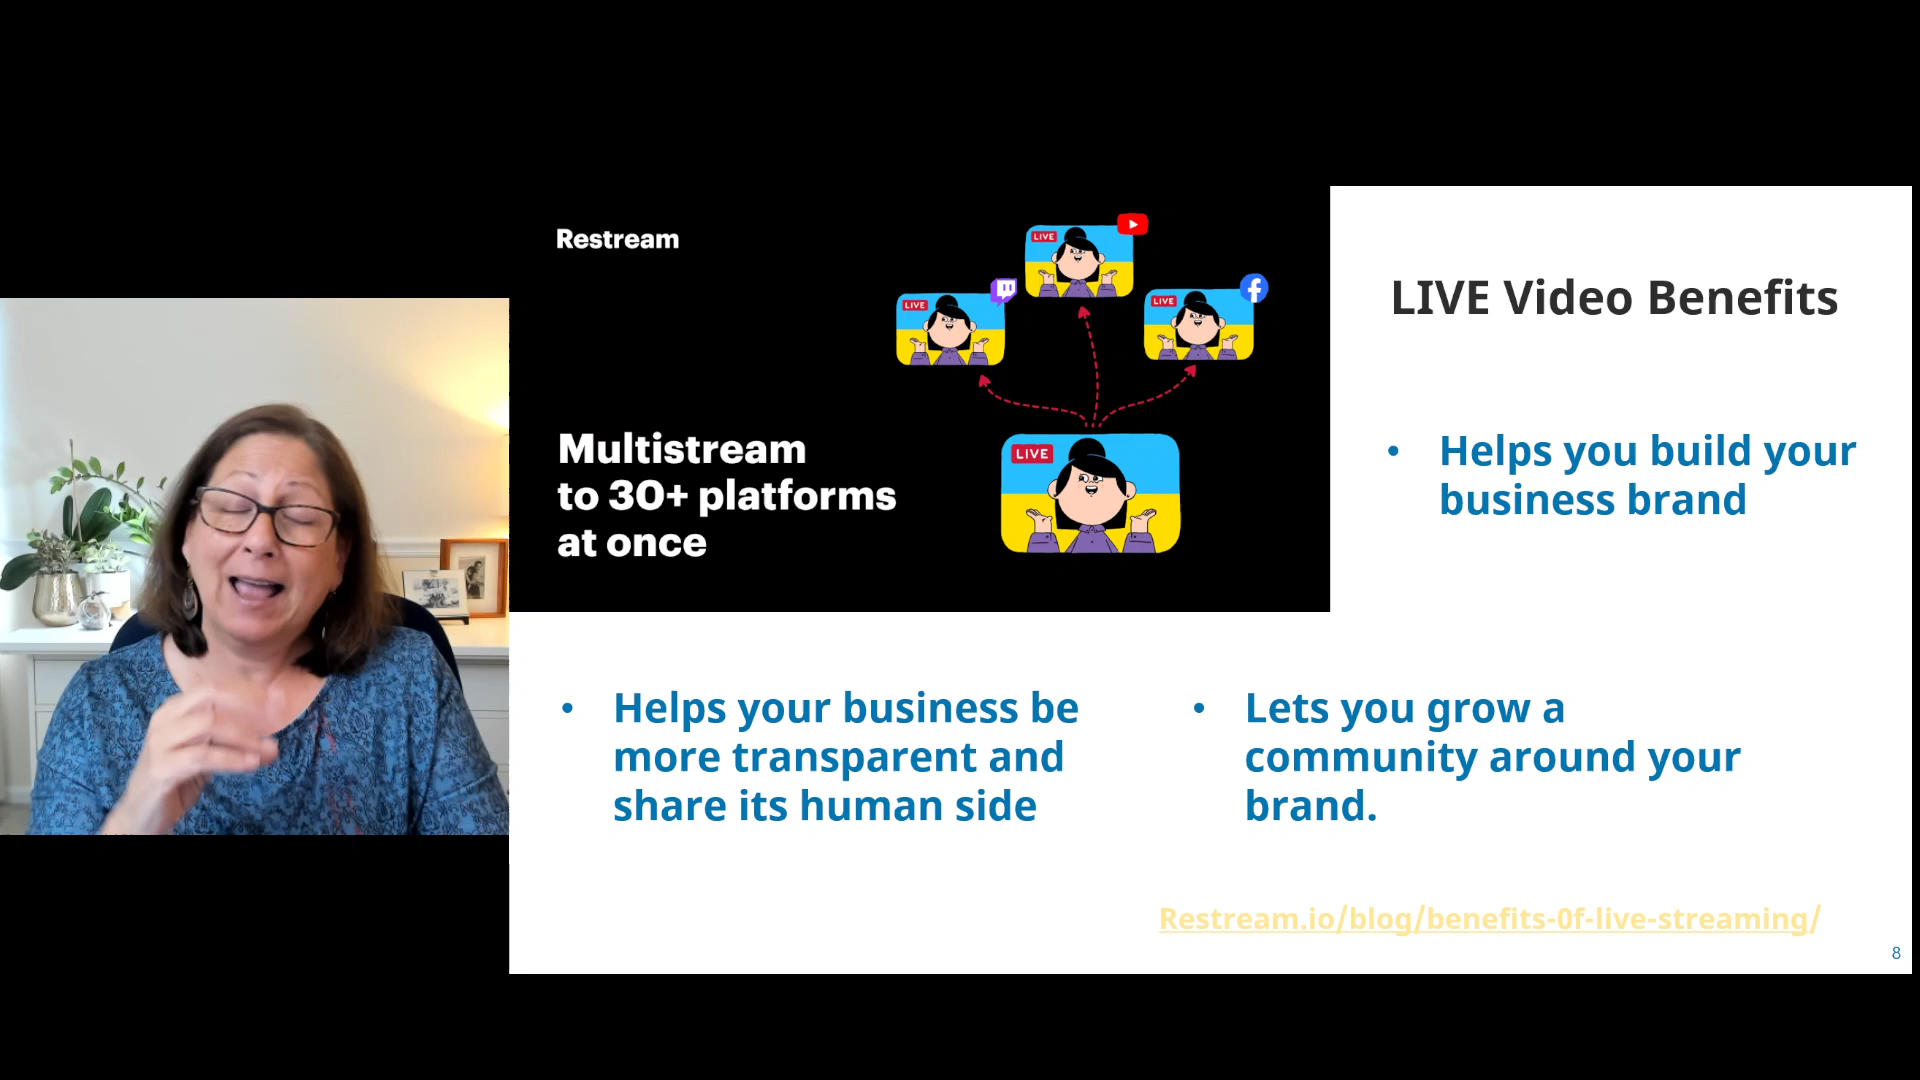 Restream
LIVE
LIVE
LIVE
Multistream
to 30+ platforms
at once
LIVE
LIVE Video Benefits
• Helps you build your
business brand
• Helps your business be
more transparent and
share its human side
• Lets you grow a
community around your
brand.
Restream.io/blog/benefits-0f-live-streaming/
8